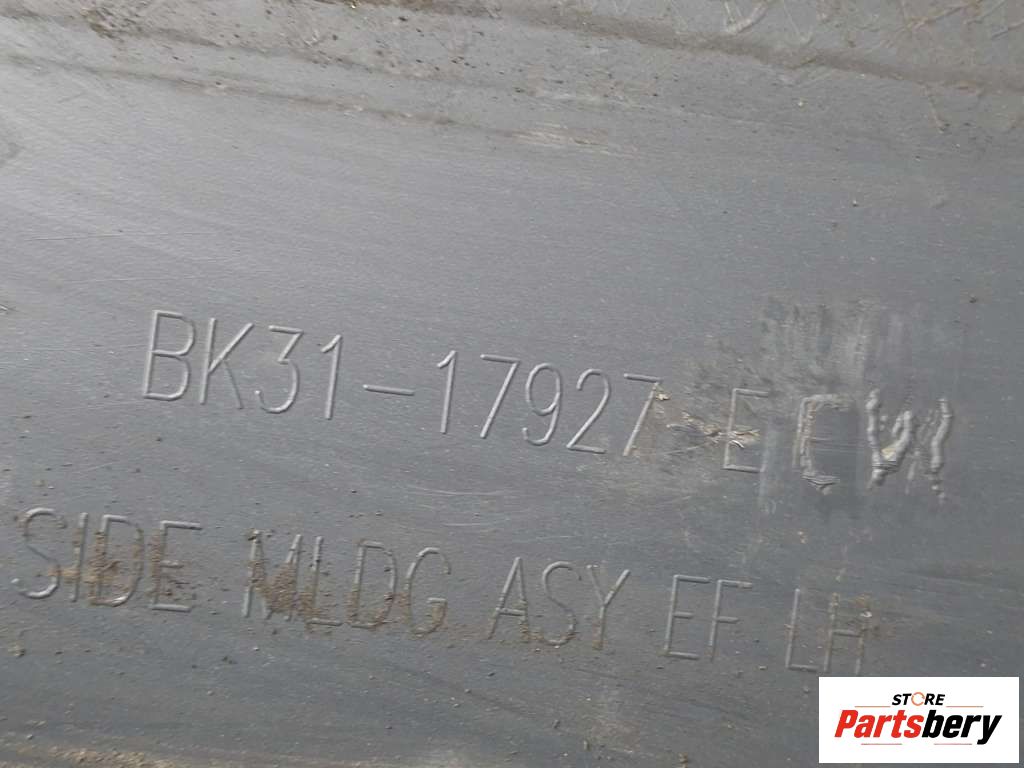 BK31-17927-ECW
SIDE MLDG ASY EF LH
STORE
Partsbery